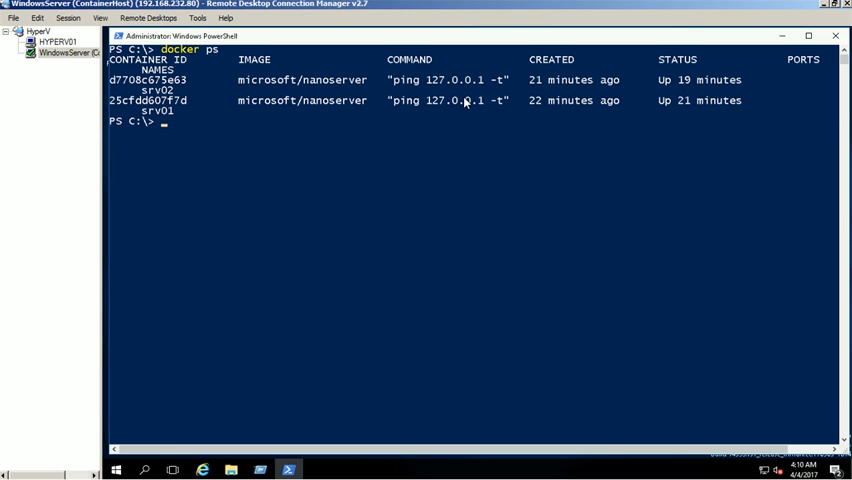 WindowsServer (ContainerHost) (192.168.232.80) - Remote Desktop Connection Manager v2.7
File Edit Session View Remote Desktops Tools Help
HyperV
HYPERV01
WindowsServer (Co
Administrator: Windows PowerShell
PS C:\> docker ps
CONTAINER ID IMAGE COMMAND CREATED STATUS PORTS
NAMES
d7708c675e63 microsoft/nanoserver "ping 127.0.0.1 -t" 21 minutes ago Up 19 minutes
srv02
25cfdd607f7d microsoft/nanoserver "ping 127.0.0.1 -t" 22 minutes ago Up 21 minutes
srv01
PS C:\> _
4:10 AM
4/4/2017
2